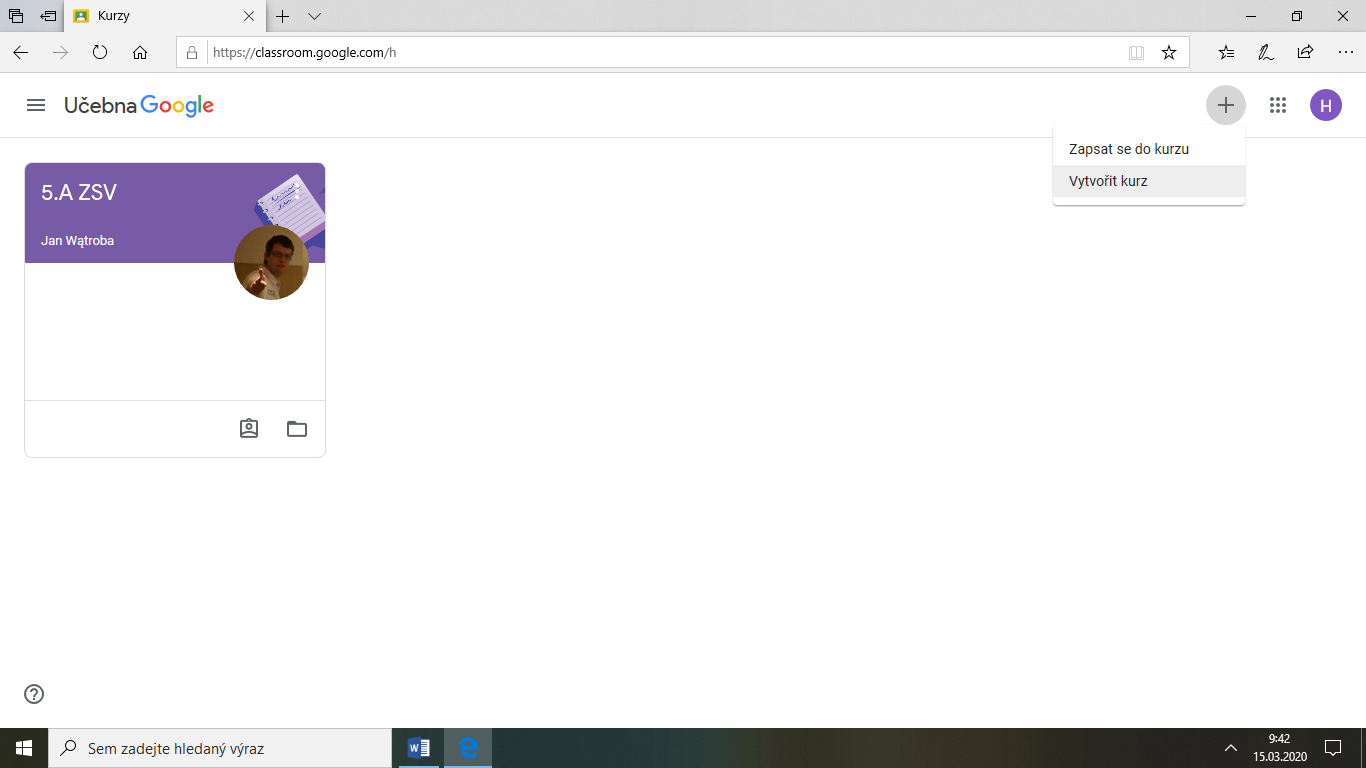 Kurzy
https://classroom.google.com/h
Učebna Google
H
Zapsat se do kurzu
Vytvořit kurz
5.A ZSV
Jan Wątroba
Sem zadejte hledaný výraz
W
9:42
15.03.2020